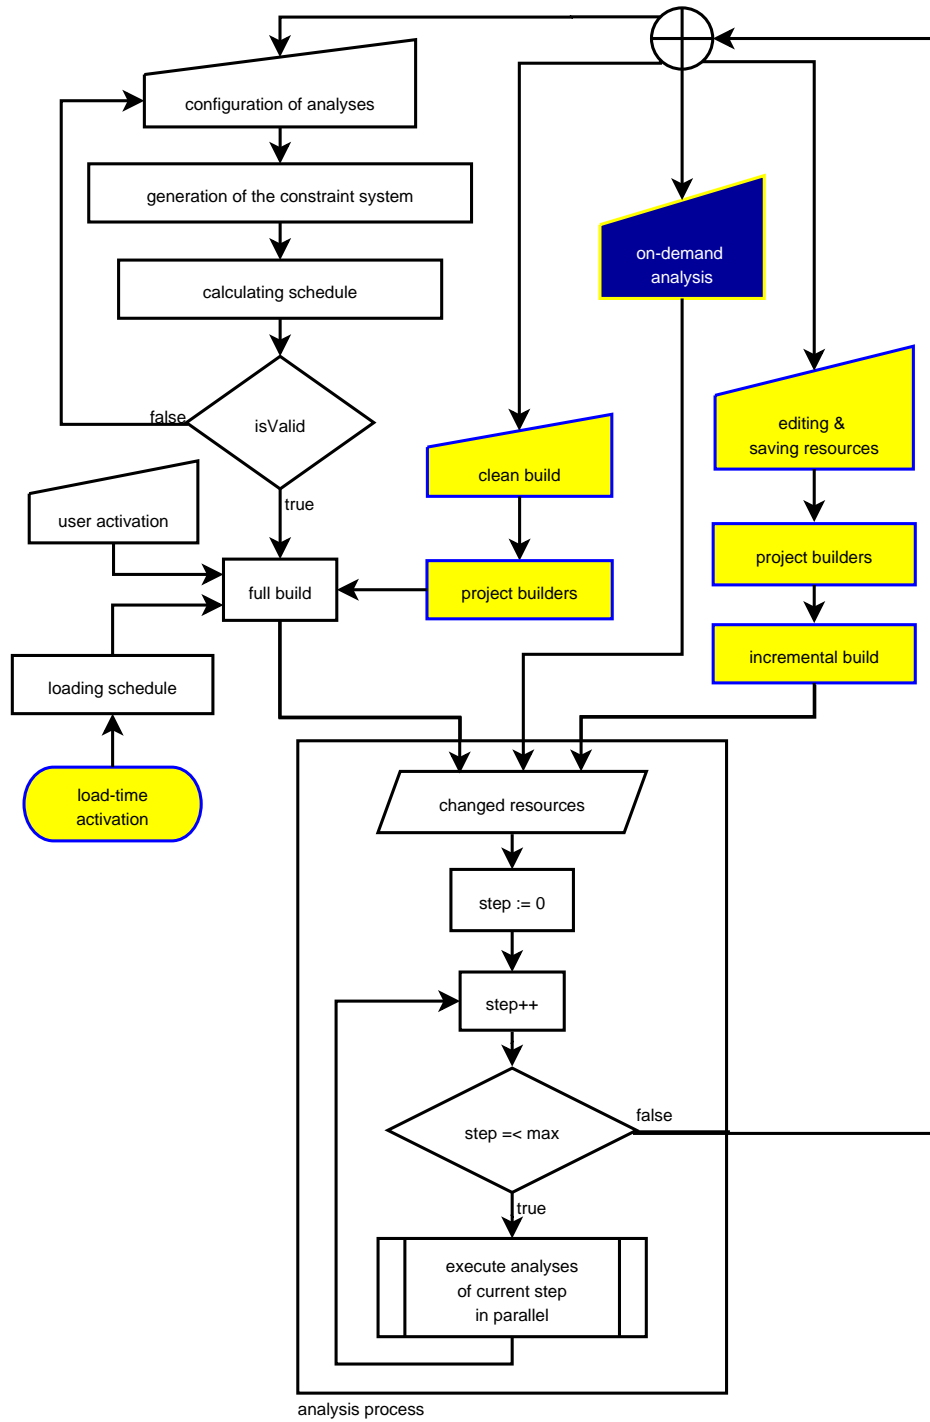 configuration of analyses
generation of the constraint system
on-demand
analysis
calculating schedule
false
isValid
editing &
saving resources
clean build
true
user activation
project builders
full build
project builders
incremental build
loading schedule
load-time
activation
changed resources
step := 0
step++
false
step =< max
true
execute analyses
of current step
in parallel
analysis process